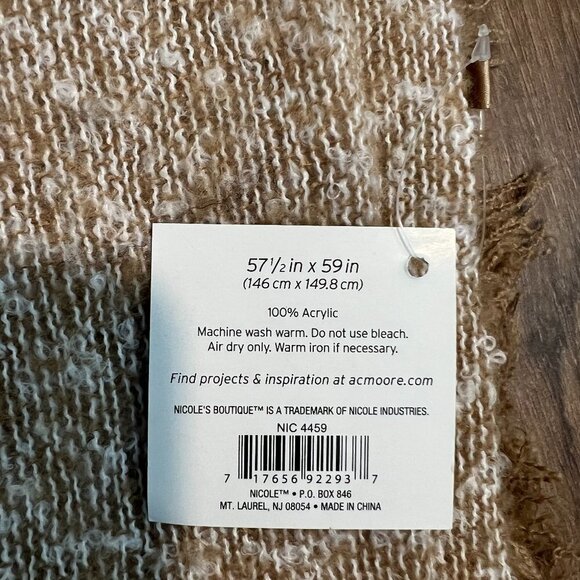 57 1/2 in x 59 in
(146 cm x 149.8 cm)
100% Acrylic
Machine wash warm. Do not use bleach.
Air dry only. Warm iron if necessary.
Find projects & inspiration at acmoore.com
NICOLE'S BOUTIQUE™ IS A TRADEMARK OF NICOLE INDUSTRIES.
NIC 4459
7 17656 92293 7
NICOLE™ • P.O. BOX 846
MT. LAUREL, NJ 08054 • MADE IN CHINA